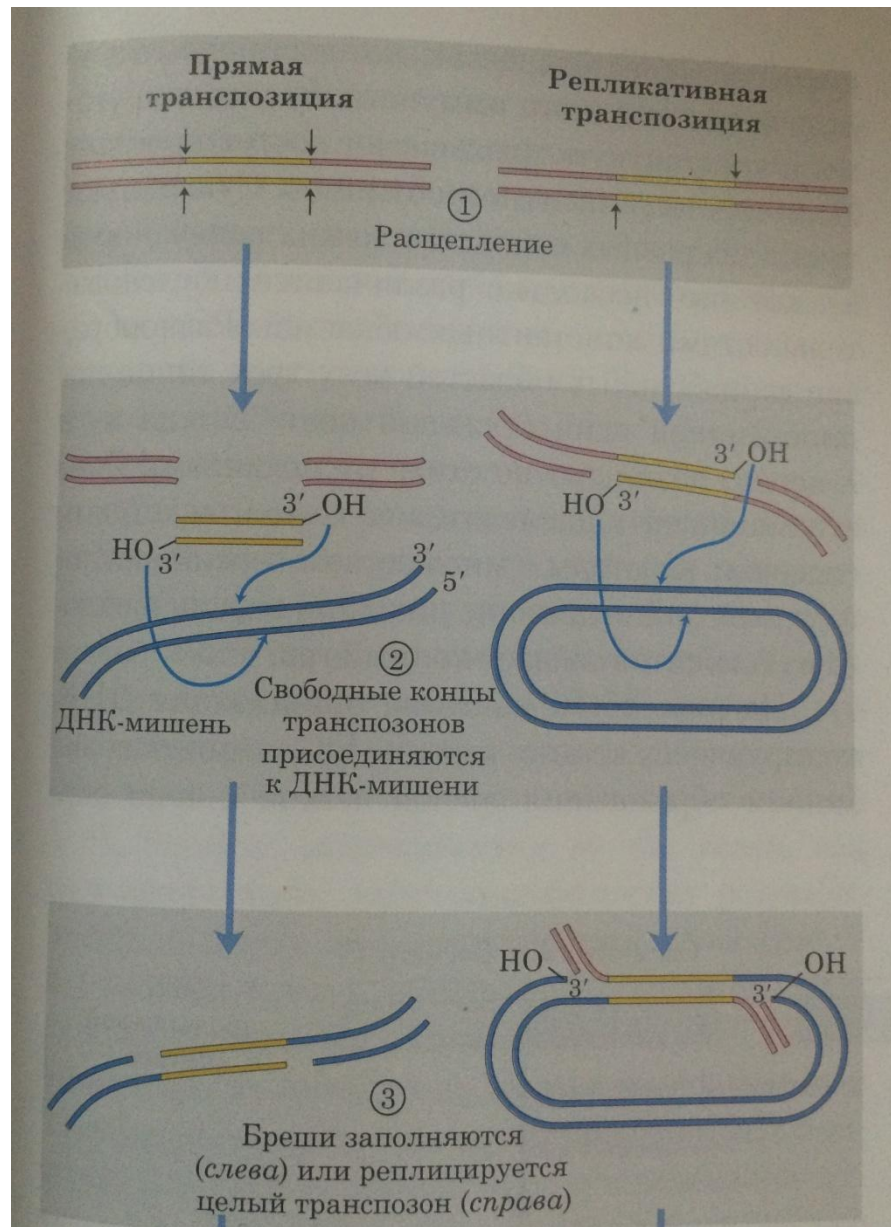 Прямая
транспозиция
Репликативная
транспозиция
①
Расщепление
3′
OH
HO
3′
3′
5′
3′
OH
HO
3′
②
Свободные концы
транспозонов
присоединяются
к ДНК-мишени
ДНК-мишень
HO
3′
3′
OH
③
Бреши заполняются
(слева) или реплицируется
целый транспозон (справа)